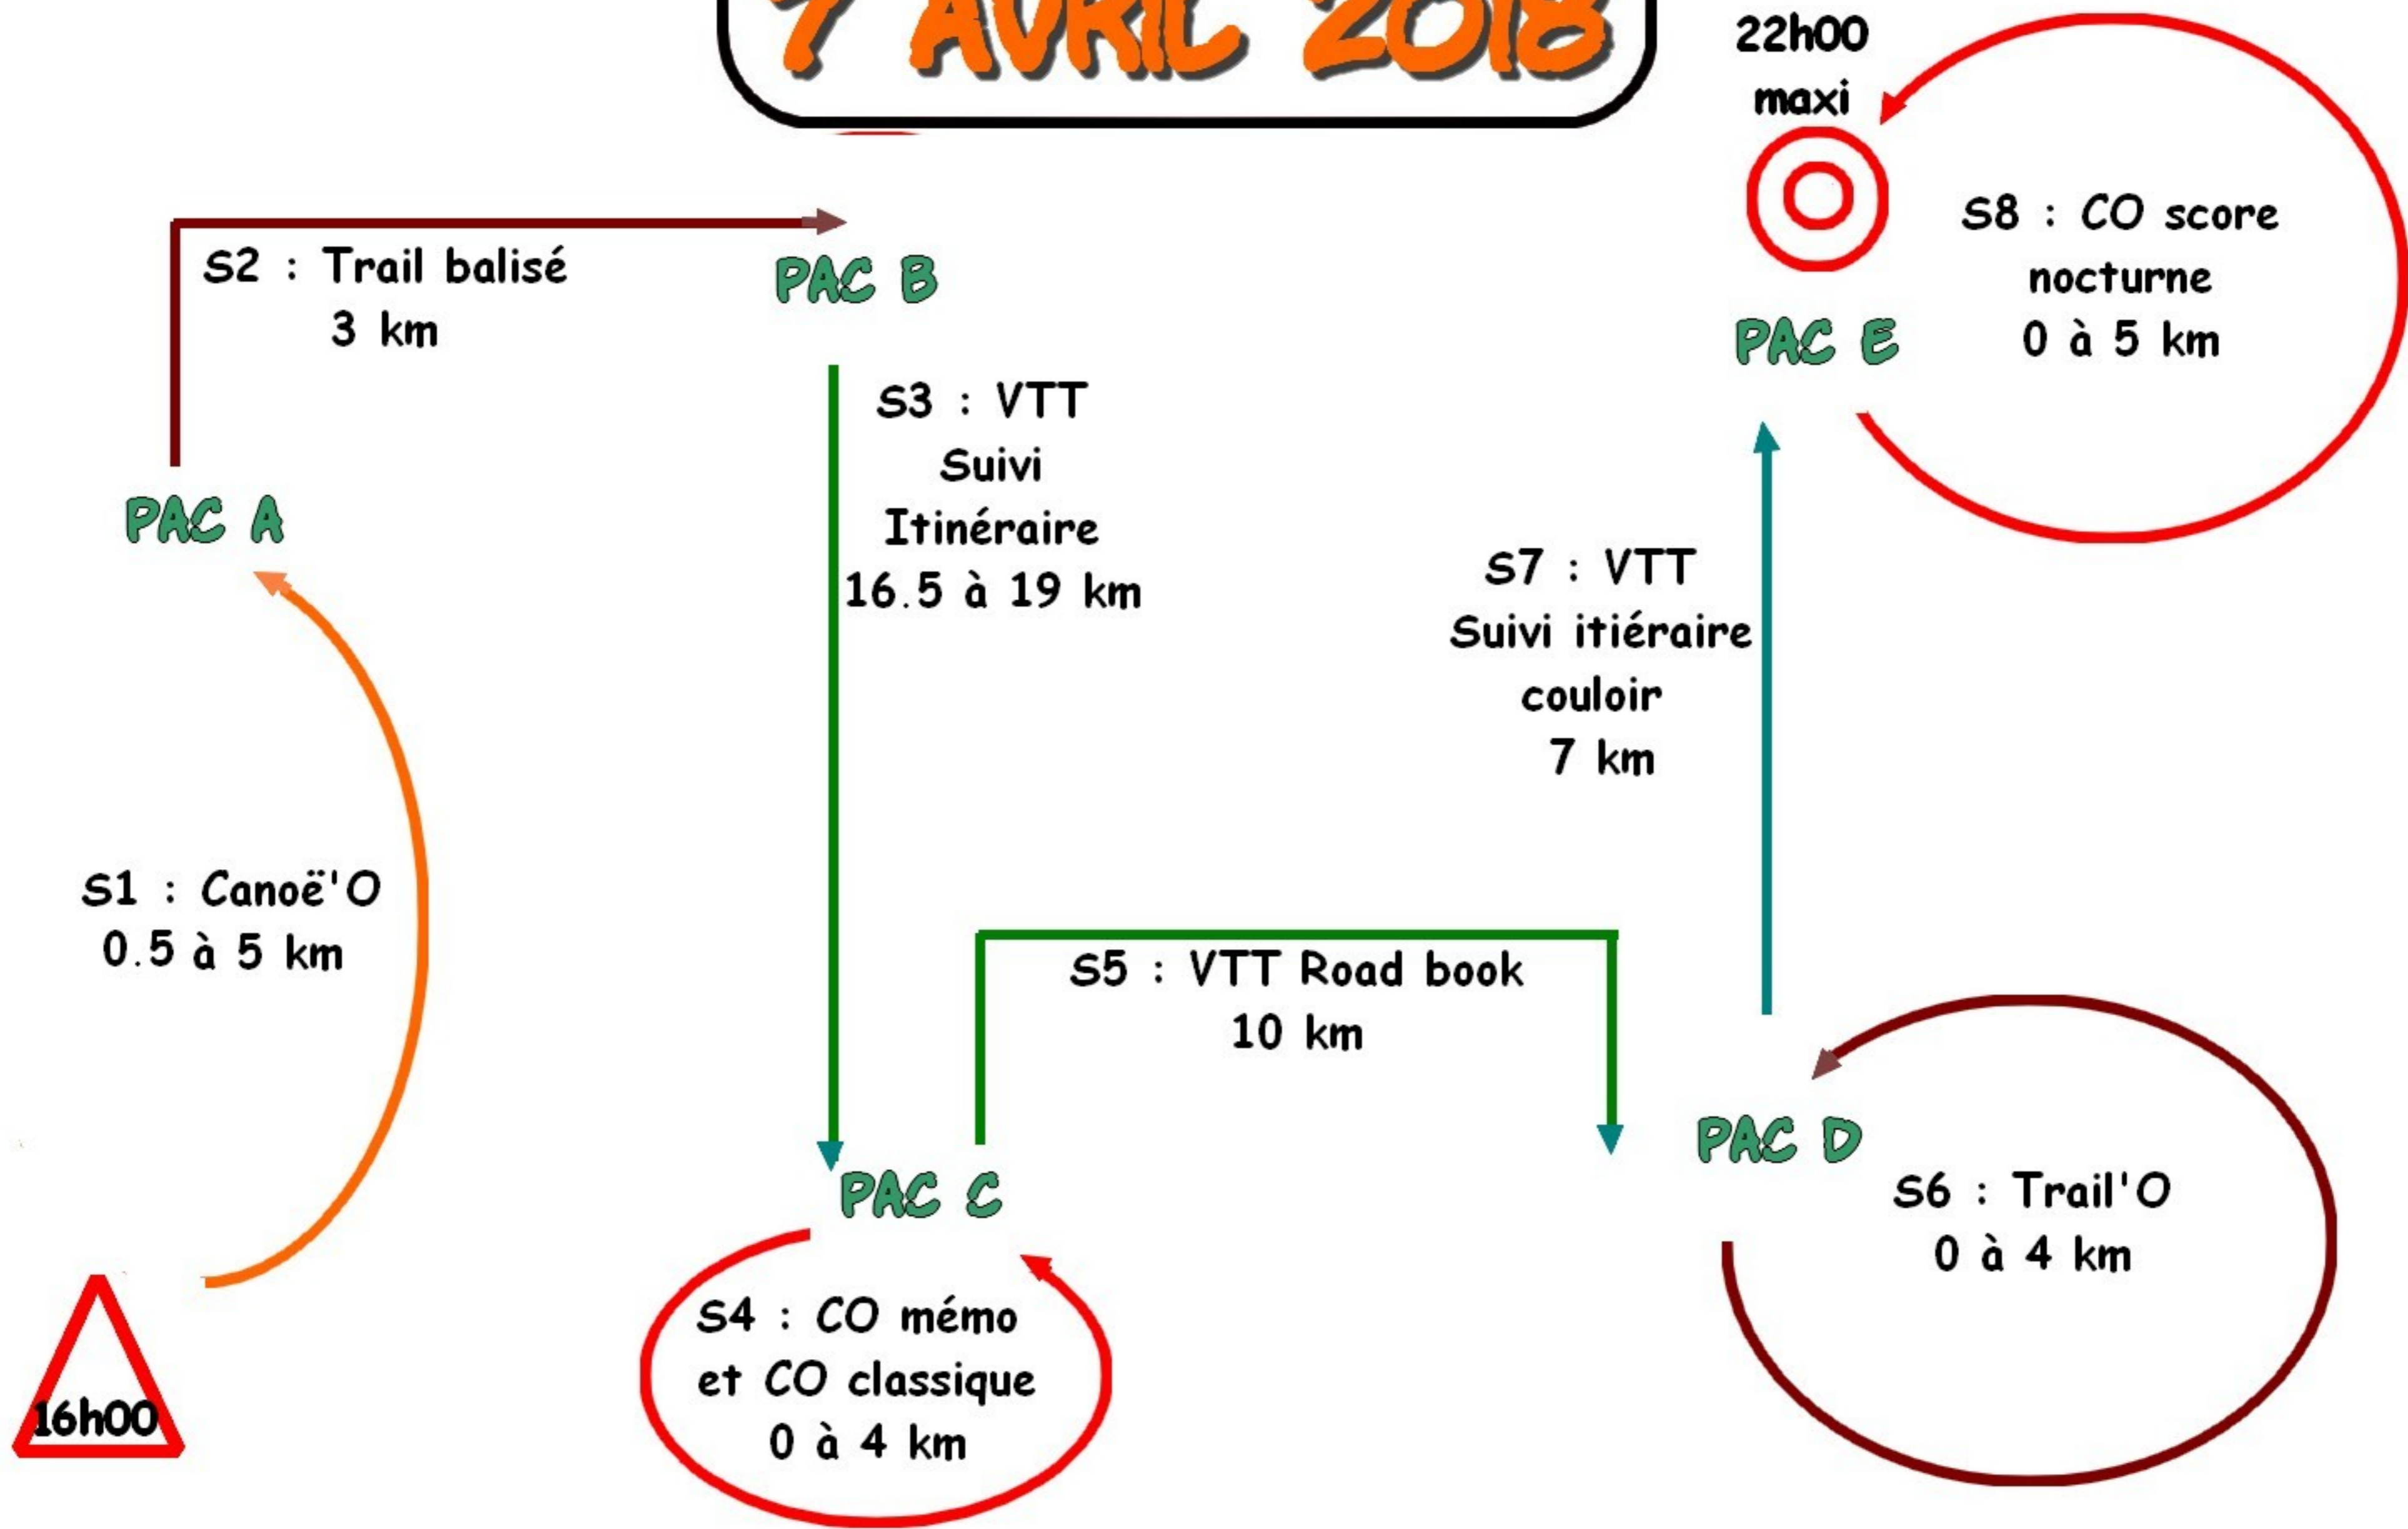 7 AVRIL 2018
22h00
maxi
S8 : CO score
nocturne
0 à 5 km
S2 : Trail balisé
3 km
PAC B
PAC E
S3 : VTT
Suivi
Itinéraire
16.5 à 19 km
PAC A
S7 : VTT
Suivi itiéraire
couloir
7 km
S1 : Canoë'O
0.5 à 5 km
S5 : VTT Road book
10 km
PAC D
S6 : Trail'O
0 à 4 km
PAC C
S4 : CO mémo
et CO classique
0 à 4 km
16h00